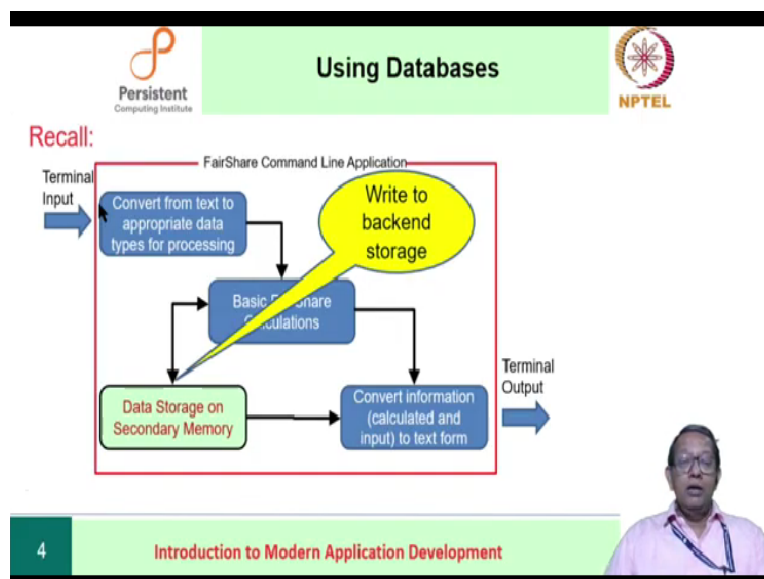 Persistent
Computing Institute
Using Databases
NPTEL
Recall:
FairShare Command Line Application
Terminal
Input
Convert from text to
appropriate data
types for processing
Write to
backend
storage
Basic Share
Calculations
Terminal
Output
Data Storage on
Secondary Memory
Convert information
(calculated and
input) to text form
4
Introduction to Modern Application Development